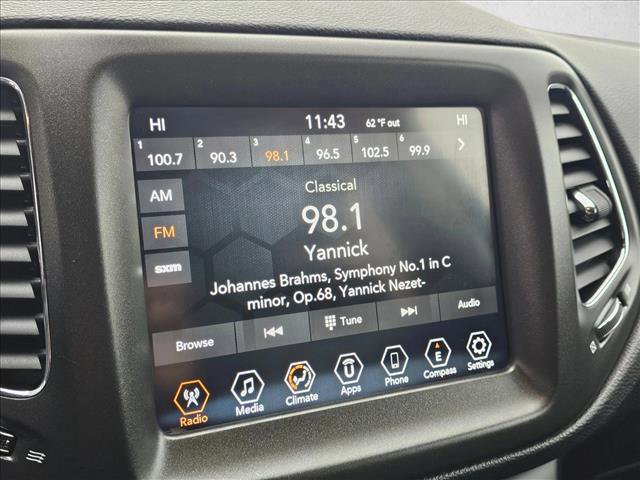 HI 11:43 62 °F out HI
1 2 3 4 5 6
100.7 90.3 98.1 96.5 102.5 99.9
AM
FM
sxm
Classical
98.1
Yannick
Johannes Brahms, Symphony No.1 in C
minor, Op.68, Yannick Nezet-
Browse Tune Audio
E
Radio Media Climate Apps Phone Compass Settings